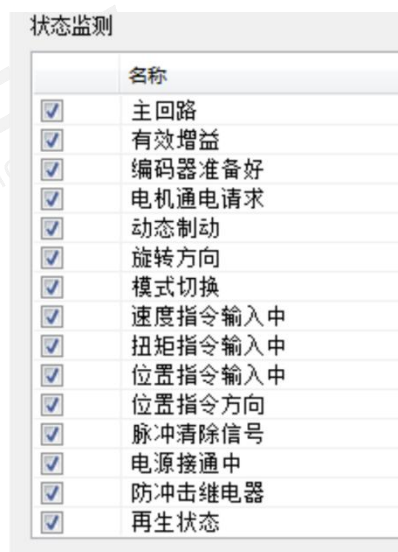 状态监测
名称
主回路
有效增益
编码器准备好
电机通电请求
动态制动
旋转方向
模式切换
速度指令输入中
扭矩指令输入中
位置指令输入中
位置指令方向
脉冲清除信号
电源接通中
防冲击继电器
再生状态